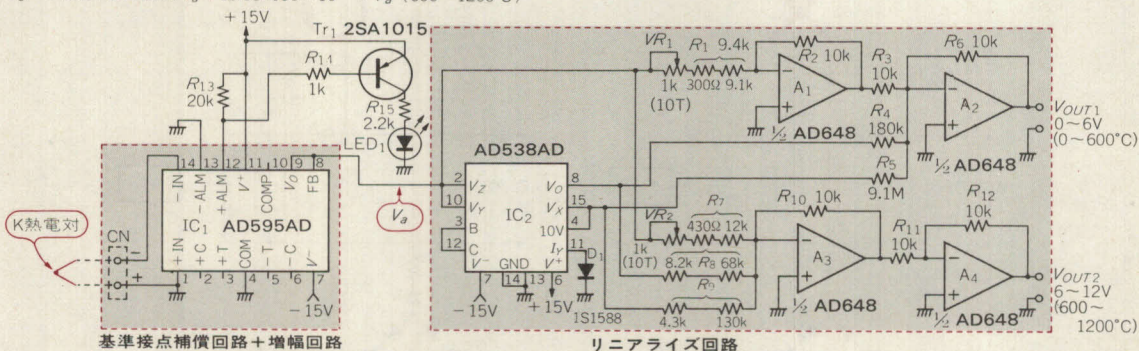 +15V
Tr1 2SA1015
R14
1k
R13
20k
R15
2.2k
LED1
14 13 12 11 10 9 8
-IN -ALM +ALM V+ COMP VO FB
IC1
AD595AD
+IN +C +T COM -T -C V-
1 2 3 4 5 6 7
-15V
K熱電対
CN
-
+
基準接点補償回路+増幅回路
Va
AD538AD
2 VZ
10 VY
3 B
12 C
IC2
VO 8
VX 15
10V 4
IY 11
V- GND V+
7 14 13 6
-15V
+15V
D1
1S1588
VR1
1k
(10T)
R1 9.4k
300Ω 9.1k
R2 10k
A1
½ AD648
R3
10k
R4
180k
R5
9.1M
R6 10k
A2
½ AD648
VOUT1
0~6V
(0~600°C)
VR2
1k
(10T)
R7
430Ω 12k
8.2k R8 68k
R9
4.3k 130k
R10 10k
A3
½ AD648
R11
10k
R12
10k
A4
½ AD648
VOUT2
6~12V
(600~
1200°C)
リニアライズ回路